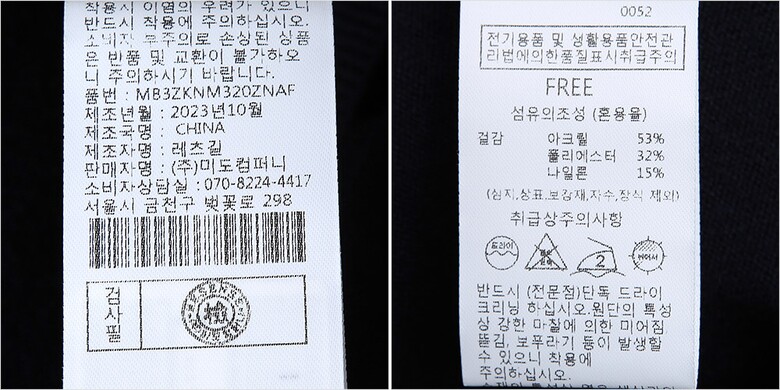 착용시 이염의 우려가 있으니
반드시 착용에 주의하십시오.
소비자 부주의로 손상된 상품
은 반품 및 교환이 불가하오
니 주의하시기 바랍니다.
품번 : MB3ZKNM320ZNAF
제조년월 : 2023년10월
제조국명 : CHINA
제조자명 : 레츠길
판매자명 : (주)미도컴퍼니
소비자상담실 : 070-8224-4417
서울시 금천구 벚꽃로 298
검사필
0052
전기용품 및 생활용품안전관
리법에의한품질표시취급주의
FREE
섬유의조성 (혼용율)
겉감 아크릴 53%
폴리에스터 32%
나일론 15%
(심지,상표,보강재,자수,장식 제외)
취급상주의사항
드라이
2
반드시 (전문점)단독 드라이
크리닝 하십시오.원단의 특성
상 강한 마찰에 의한 미어짐
뜯김, 보푸라기 등이 발생할
수 있으니 착용에
주의하십시오.